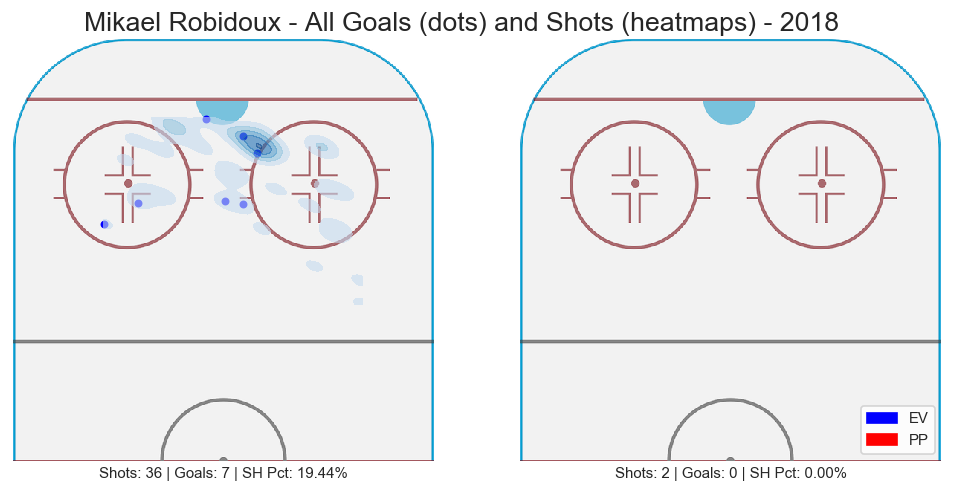 Mikael Robidoux - All Goals (dots) and Shots (heatmaps) - 2018
EV
PP
Shots: 36 | Goals: 7 | SH Pct: 19.44%
Shots: 2 | Goals: 0 | SH Pct: 0.00%